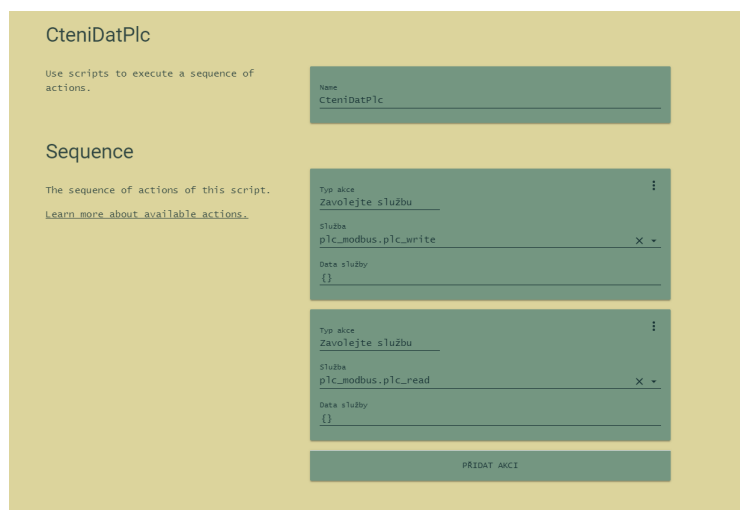 CteniDatPlc
Use scripts to execute a sequence of
actions.
Name
CteniDatPlc
Sequence
The sequence of actions of this script.
Learn more about available actions.
Typ akce
Zavolejte službu
Služba
plc_modbus.plc_write
Data služby
{}
Typ akce
Zavolejte službu
Služba
plc_modbus.plc_read
Data služby
{}
PŘIDAT AKCI